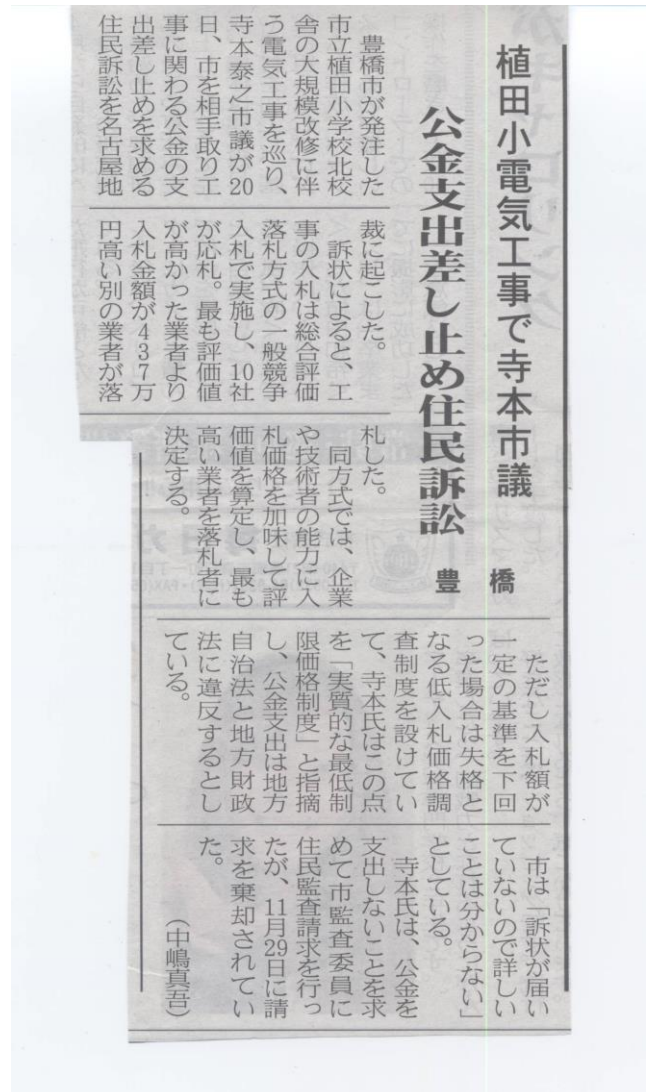 植田小電気工事で寺本市議
公金支出差し止め住民訴訟
豊橋
豊橋市が発注した
市立植田小学校北校
舎の大規模改修に伴
う電気工事を巡り、
寺本泰之市議が20
日、市を相手取り工
事に関わる公金の支
出差し止めを求める
住民訴訟を名古屋地
裁に起こした。
訴状によると、工
事の入札は総合評価
落札方式の一般競争
入札で実施し、10社
が応札。最も評価値
が高かった業者より
入札金額が437万
円高い別の業者が落
札した。
同方式では、企業
や技術者の能力に入
札価格を加味して評
価値を算定し、最も
高い業者を落札者に
決定する。
ただし入札額が
一定の基準を下回
った場合は失格と
なる低入札価格調
査制度を設けてい
て、寺本氏はこの点
を「実質的な最低制
限価格制度」と指摘
し、公金支出は地方
自治法と地方財政
法に違反するとし
ている。
市は「訴状が届い
ていないので詳しい
ことは分からない」
としている。
寺本氏は、公金を
支出しないことを求
めて市監査委員に
住民監査請求を行っ
たが、11月29日に請
求を棄却されてい
た。
（中嶋真吾）